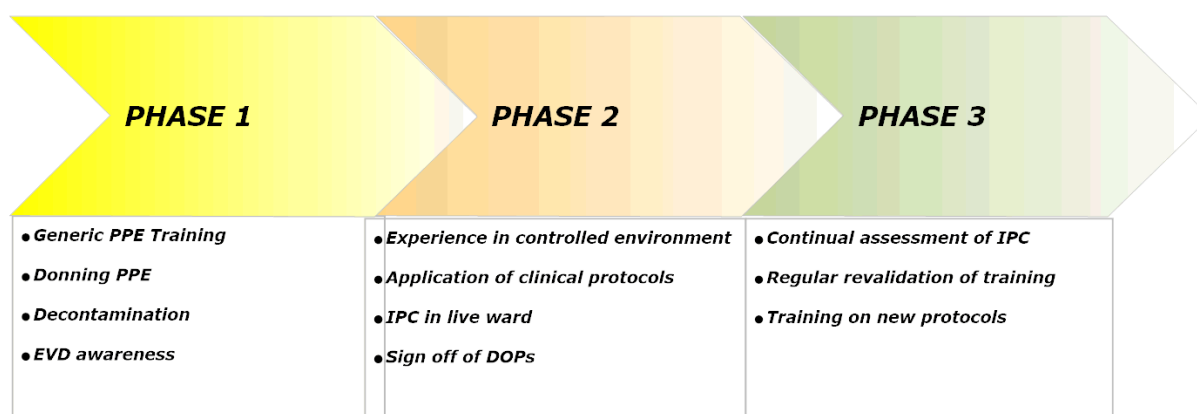 PHASE 1
PHASE 2
PHASE 3
● Generic PPE Training
● Donning PPE
● Decontamination
● EVD awareness
● Experience in controlled environment
● Application of clinical protocols
● IPC in live ward
● Sign off of DOPs
● Continual assessment of IPC
● Regular revalidation of training
● Training on new protocols